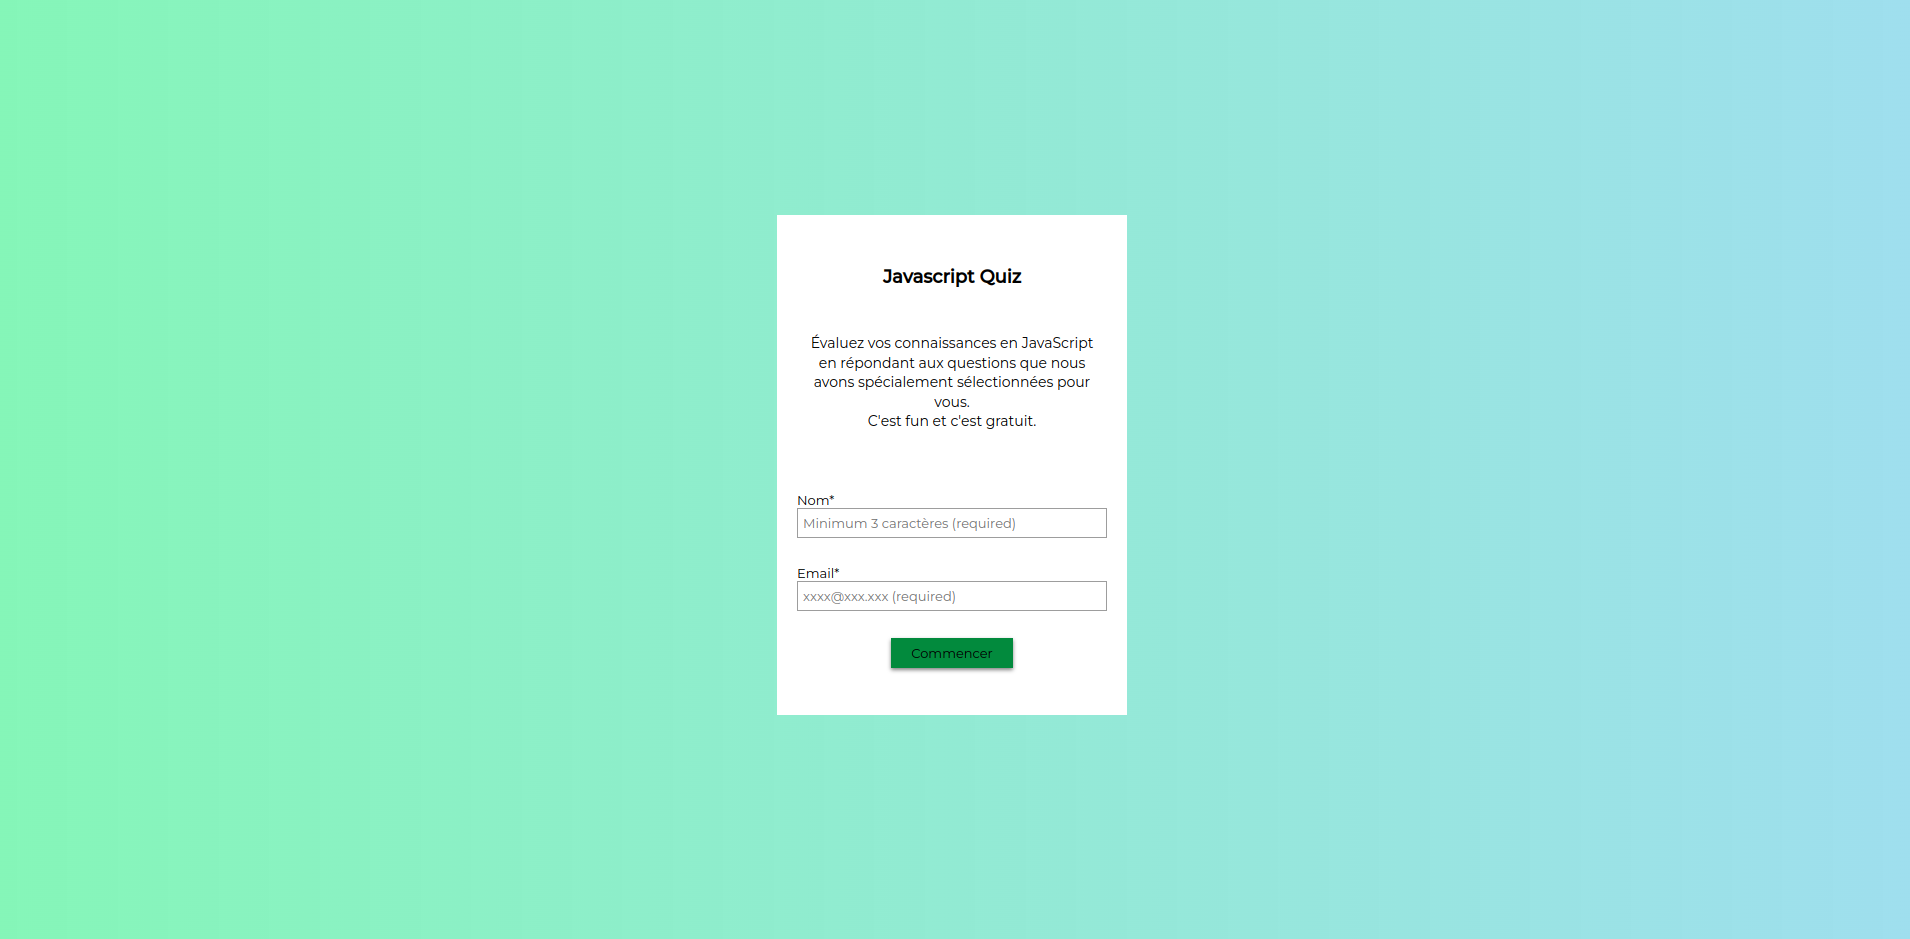 Javascript Quiz
Évaluez vos connaissances en JavaScript
en répondant aux questions que nous
avons spécialement sélectionnées pour
vous.
C'est fun et c'est gratuit.
Nom*
Minimum 3 caractères (required)
Email*
xxxx@xxx.xxx (required)
Commencer